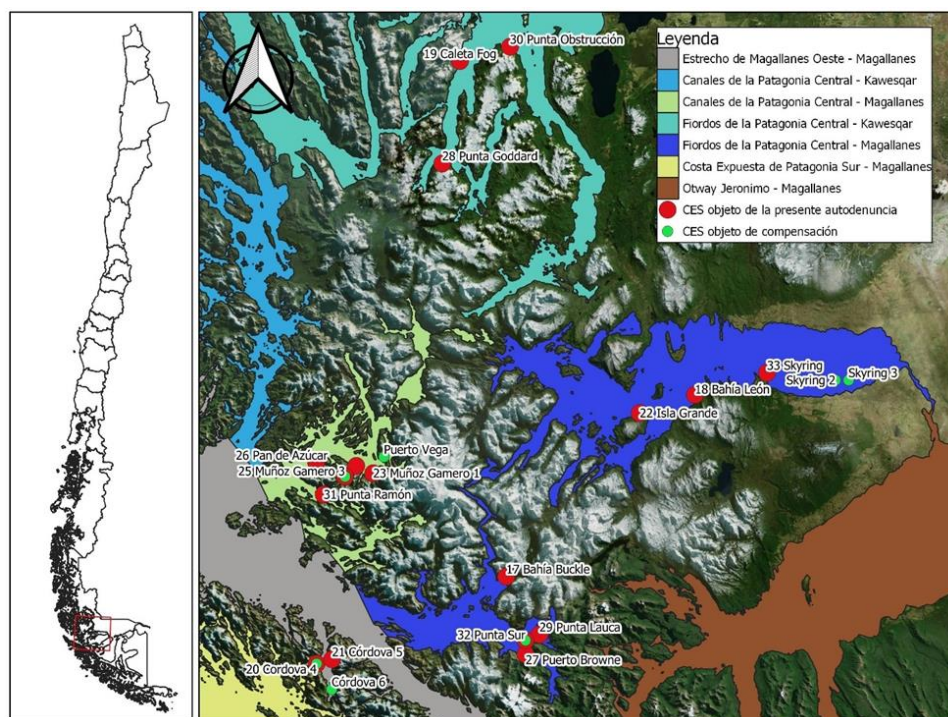 30 Punta Obstrucción
19 Caleta Fog
28 Punta Goddard
Leyenda
Estrecho de Magallanes Oeste - Magallanes
Canales de la Patagonia Central - Kawesqar
Canales de la Patagonia Central - Magallanes
Fiordos de la Patagonia Central - Kawesqar
Fiordos de la Patagonia Central - Magallanes
Costa Expuesta de Patagonia Sur - Magallanes
Otway Jeronimo - Magallanes
CES objeto de la presente autodenuncia
CES objeto de compensación
33 Skyring
Skyring 2
Skyring 3
18 Bahía León
22 Isla Grande
Puerto Vega
26 Pan de Azúcar
25 Muñoz Gamero 3
23 Muñoz Gamero 1
31 Punta Ramón
17 Bahía Buckle
32 Punta Sur
29 Punta Lauca
27 Puerto Browne
21 Córdova 5
20 Cordova 4
Córdova 6